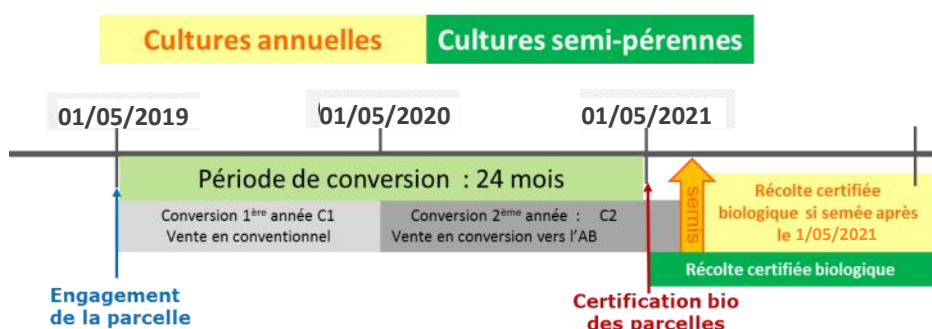 Cultures annuelles
Cultures semi-pérennes
01/05/2019
01/05/2020
01/05/2021
Période de conversion : 24 mois
Conversion 1ère année C1
Vente en conventionnel
Conversion 2ème année : C2
Vente en conversion vers l'AB
semis
Récolte certifiée
biologique si semée après
le 1/05/2021
Récolte certifiée biologique
Engagement
de la parcelle
Certification bio
des parcelles